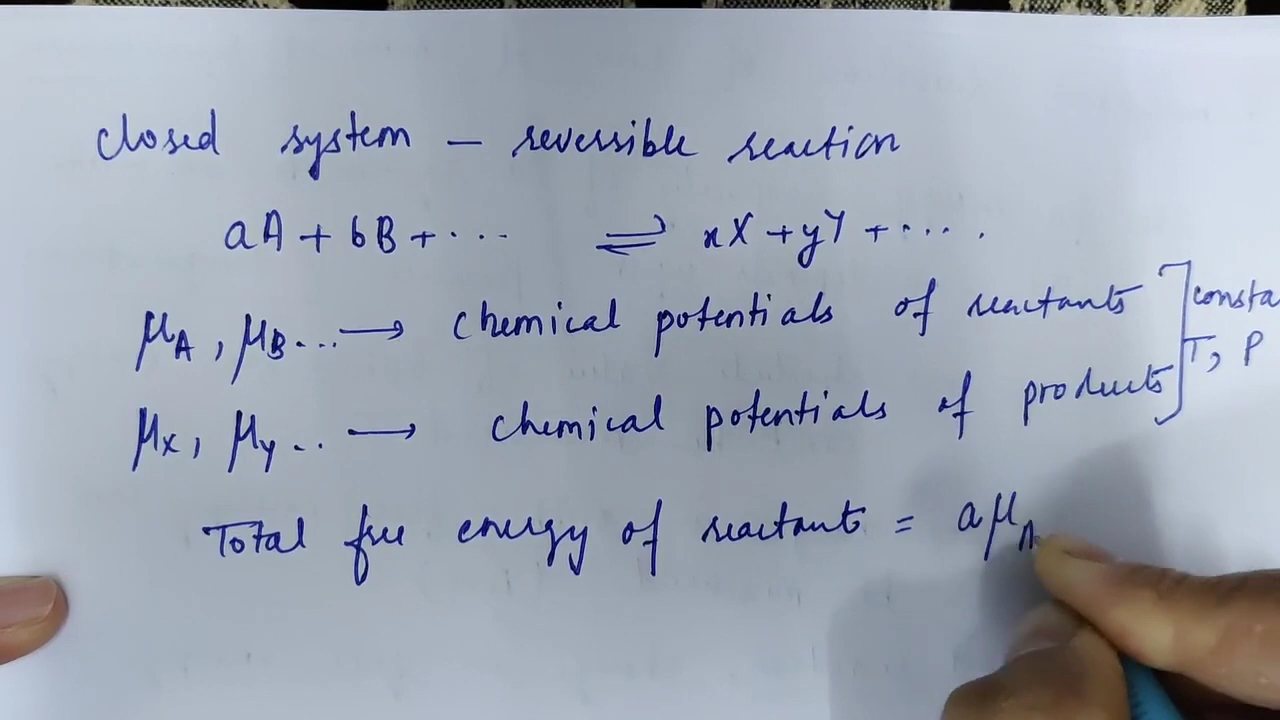 closed system – reversible reaction
aA + bB + ... ⇌ xX + yY + ....
μA, μB... ⟶ chemical potentials of reactants
μX, μY... ⟶ chemical potentials of products
] consta
T, P
Total free energy of reactants = aμA